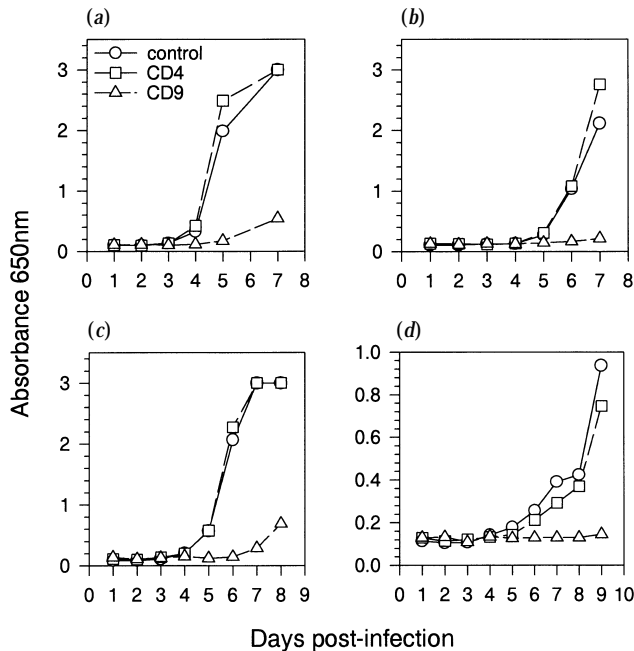 (a)
(b)
control
CD4
CD9
3
2
1
0
0 1 2 3 4 5 6 7 8
3
2
1
0
0 1 2 3 4 5 6 7 8
Absorbance 650nm
(c)
(d)
3
2
1
0
0 1 2 3 4 5 6 7 8 9
1.0
0.8
0.6
0.4
0.2
0.0
0 1 2 3 4 5 6 7 8 9 10
Days post-infection